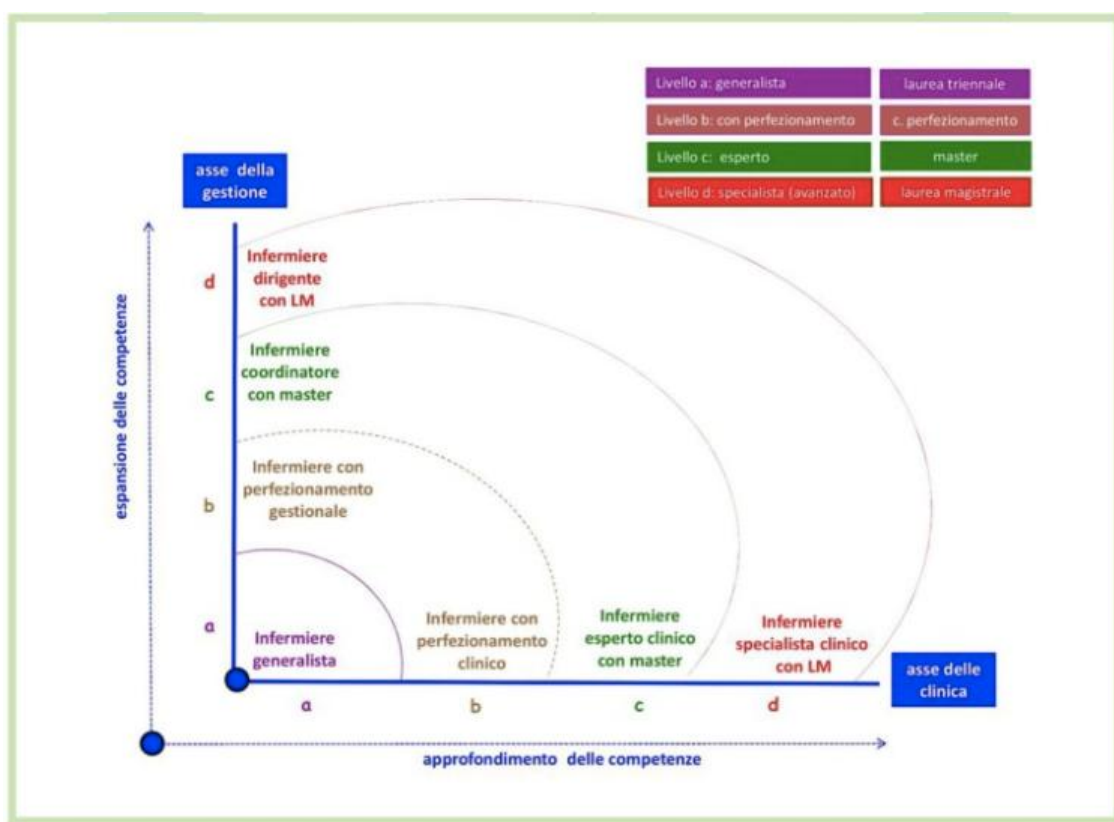 Livello a: generalista
laurea triennale
Livello b: con perfezionamento
c. perfezionamento
Livello c: esperto
master
Livello d: specialista (avanzato)
laurea magistrale
asse della
gestione
espansione delle competenze
d
Infermiere
dirigente
con LM
c
Infermiere
coordinatore
con master
b
Infermiere con
perfezionamento
gestionale
a
Infermiere
generalista
Infermiere con
perfezionamento
clinico
Infermiere
esperto clinico
con master
Infermiere
specialista clinico
con LM
asse delle
clinica
a
b
c
d
approfondimento delle competenze